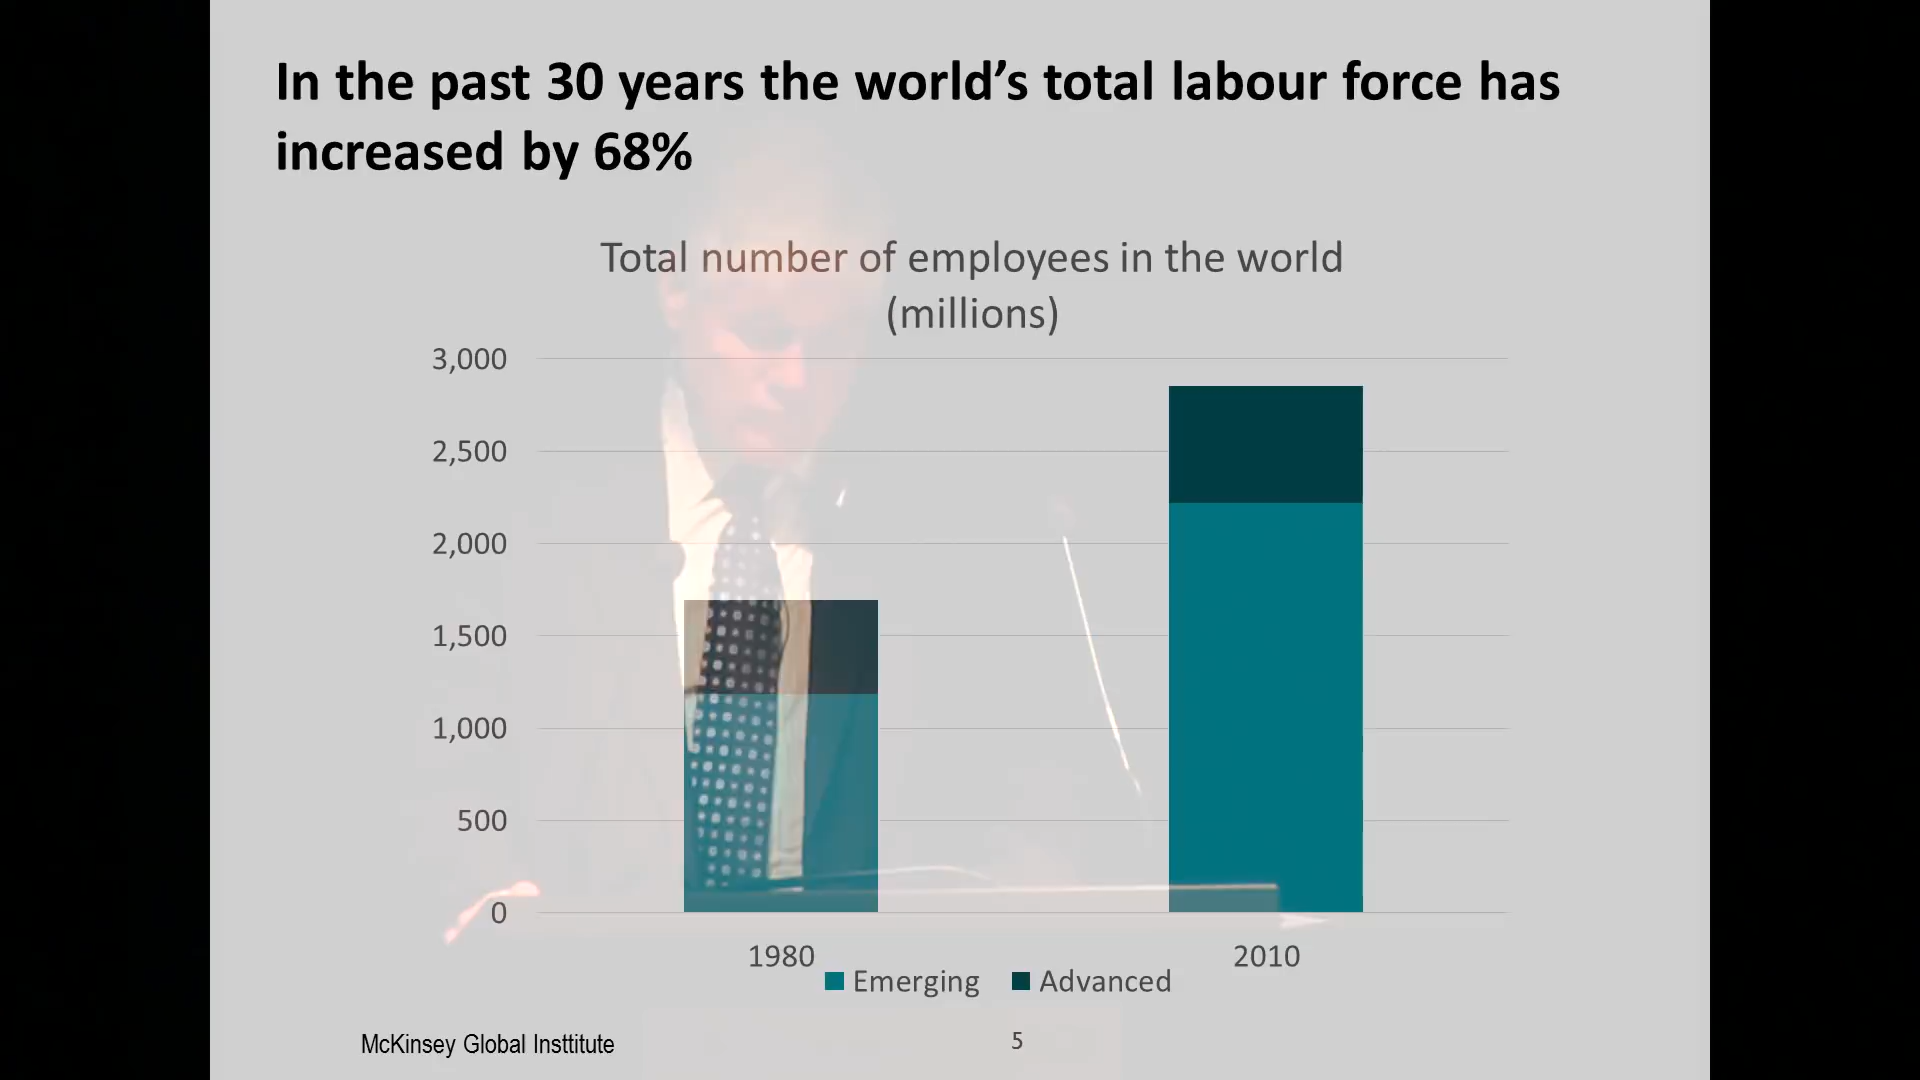 In the past 30 years the world’s total labour force has
increased by 68%
Total number of employees in the world
(millions)
3,000
2,500
2,000
1,500
1,000
500
0
1980
2010
Emerging
Advanced
McKinsey Global Insttitute
5